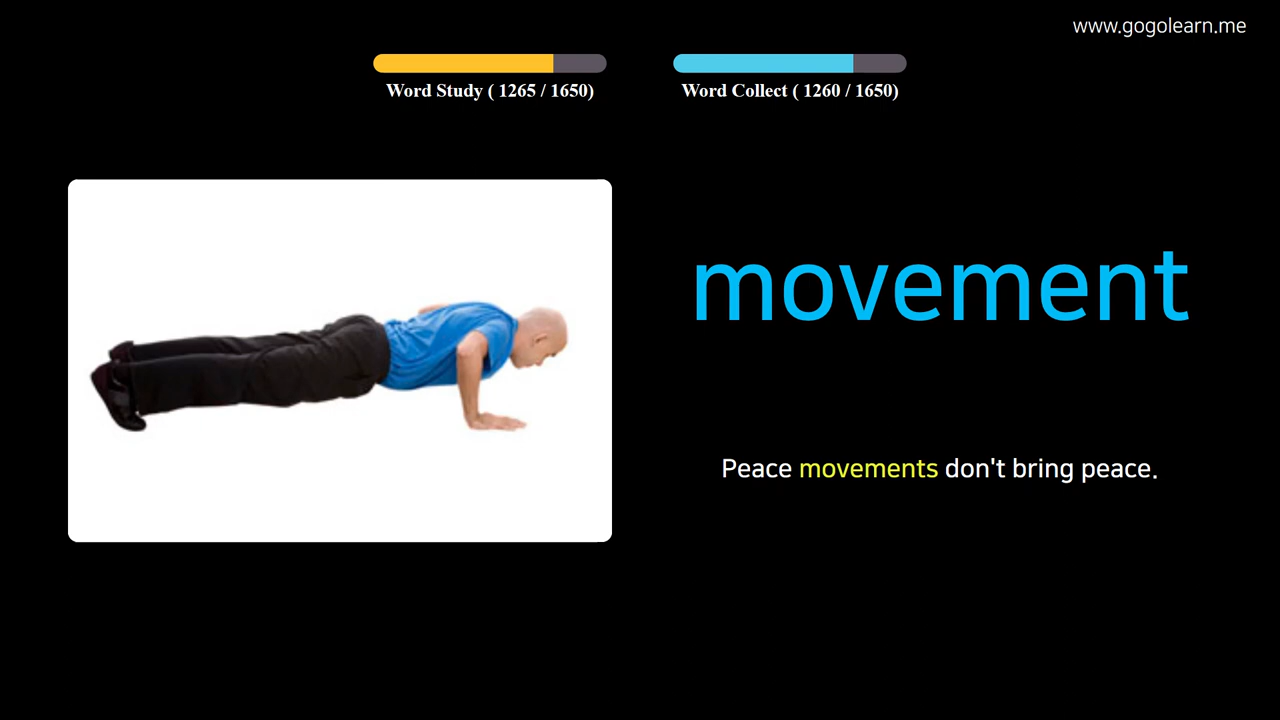 www.gogolearn.me
Word Study ( 1265 / 1650)
Word Collect ( 1260 / 1650)
movement
Peace movements don't bring peace.